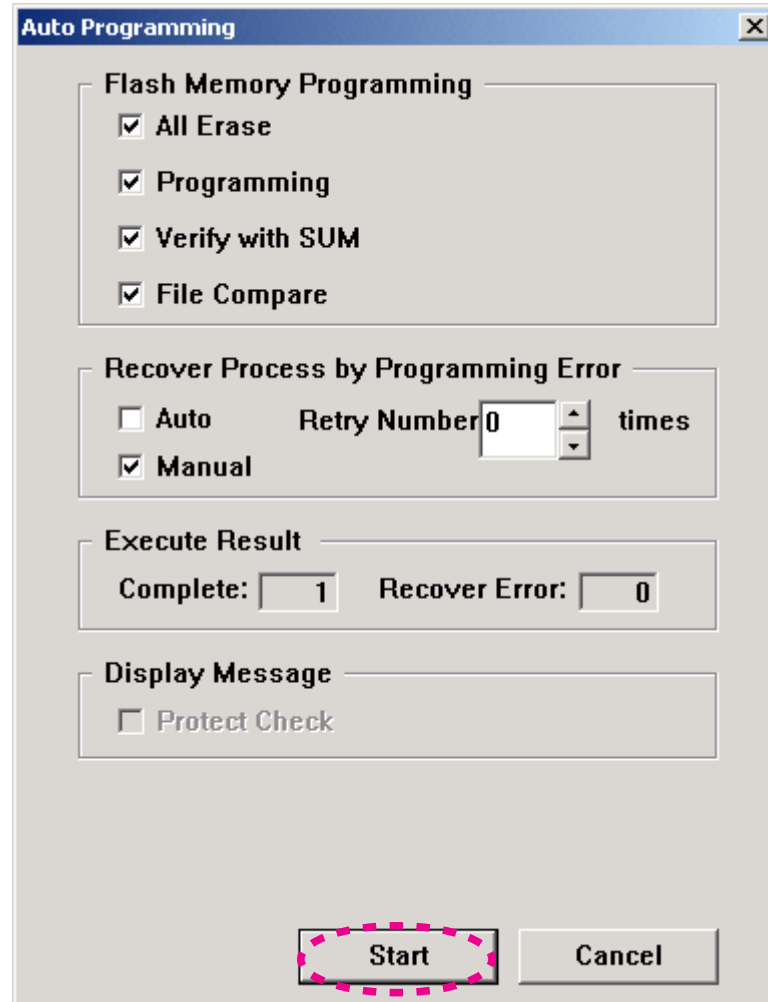 Auto Programming
Flash Memory Programming
All Erase
Programming
Verify with SUM
File Compare
Recover Process by Programming Error
Auto Retry Number 0 times
Manual
Execute Result
Complete: 1 Recover Error: 0
Display Message
Protect Check
Start Cancel